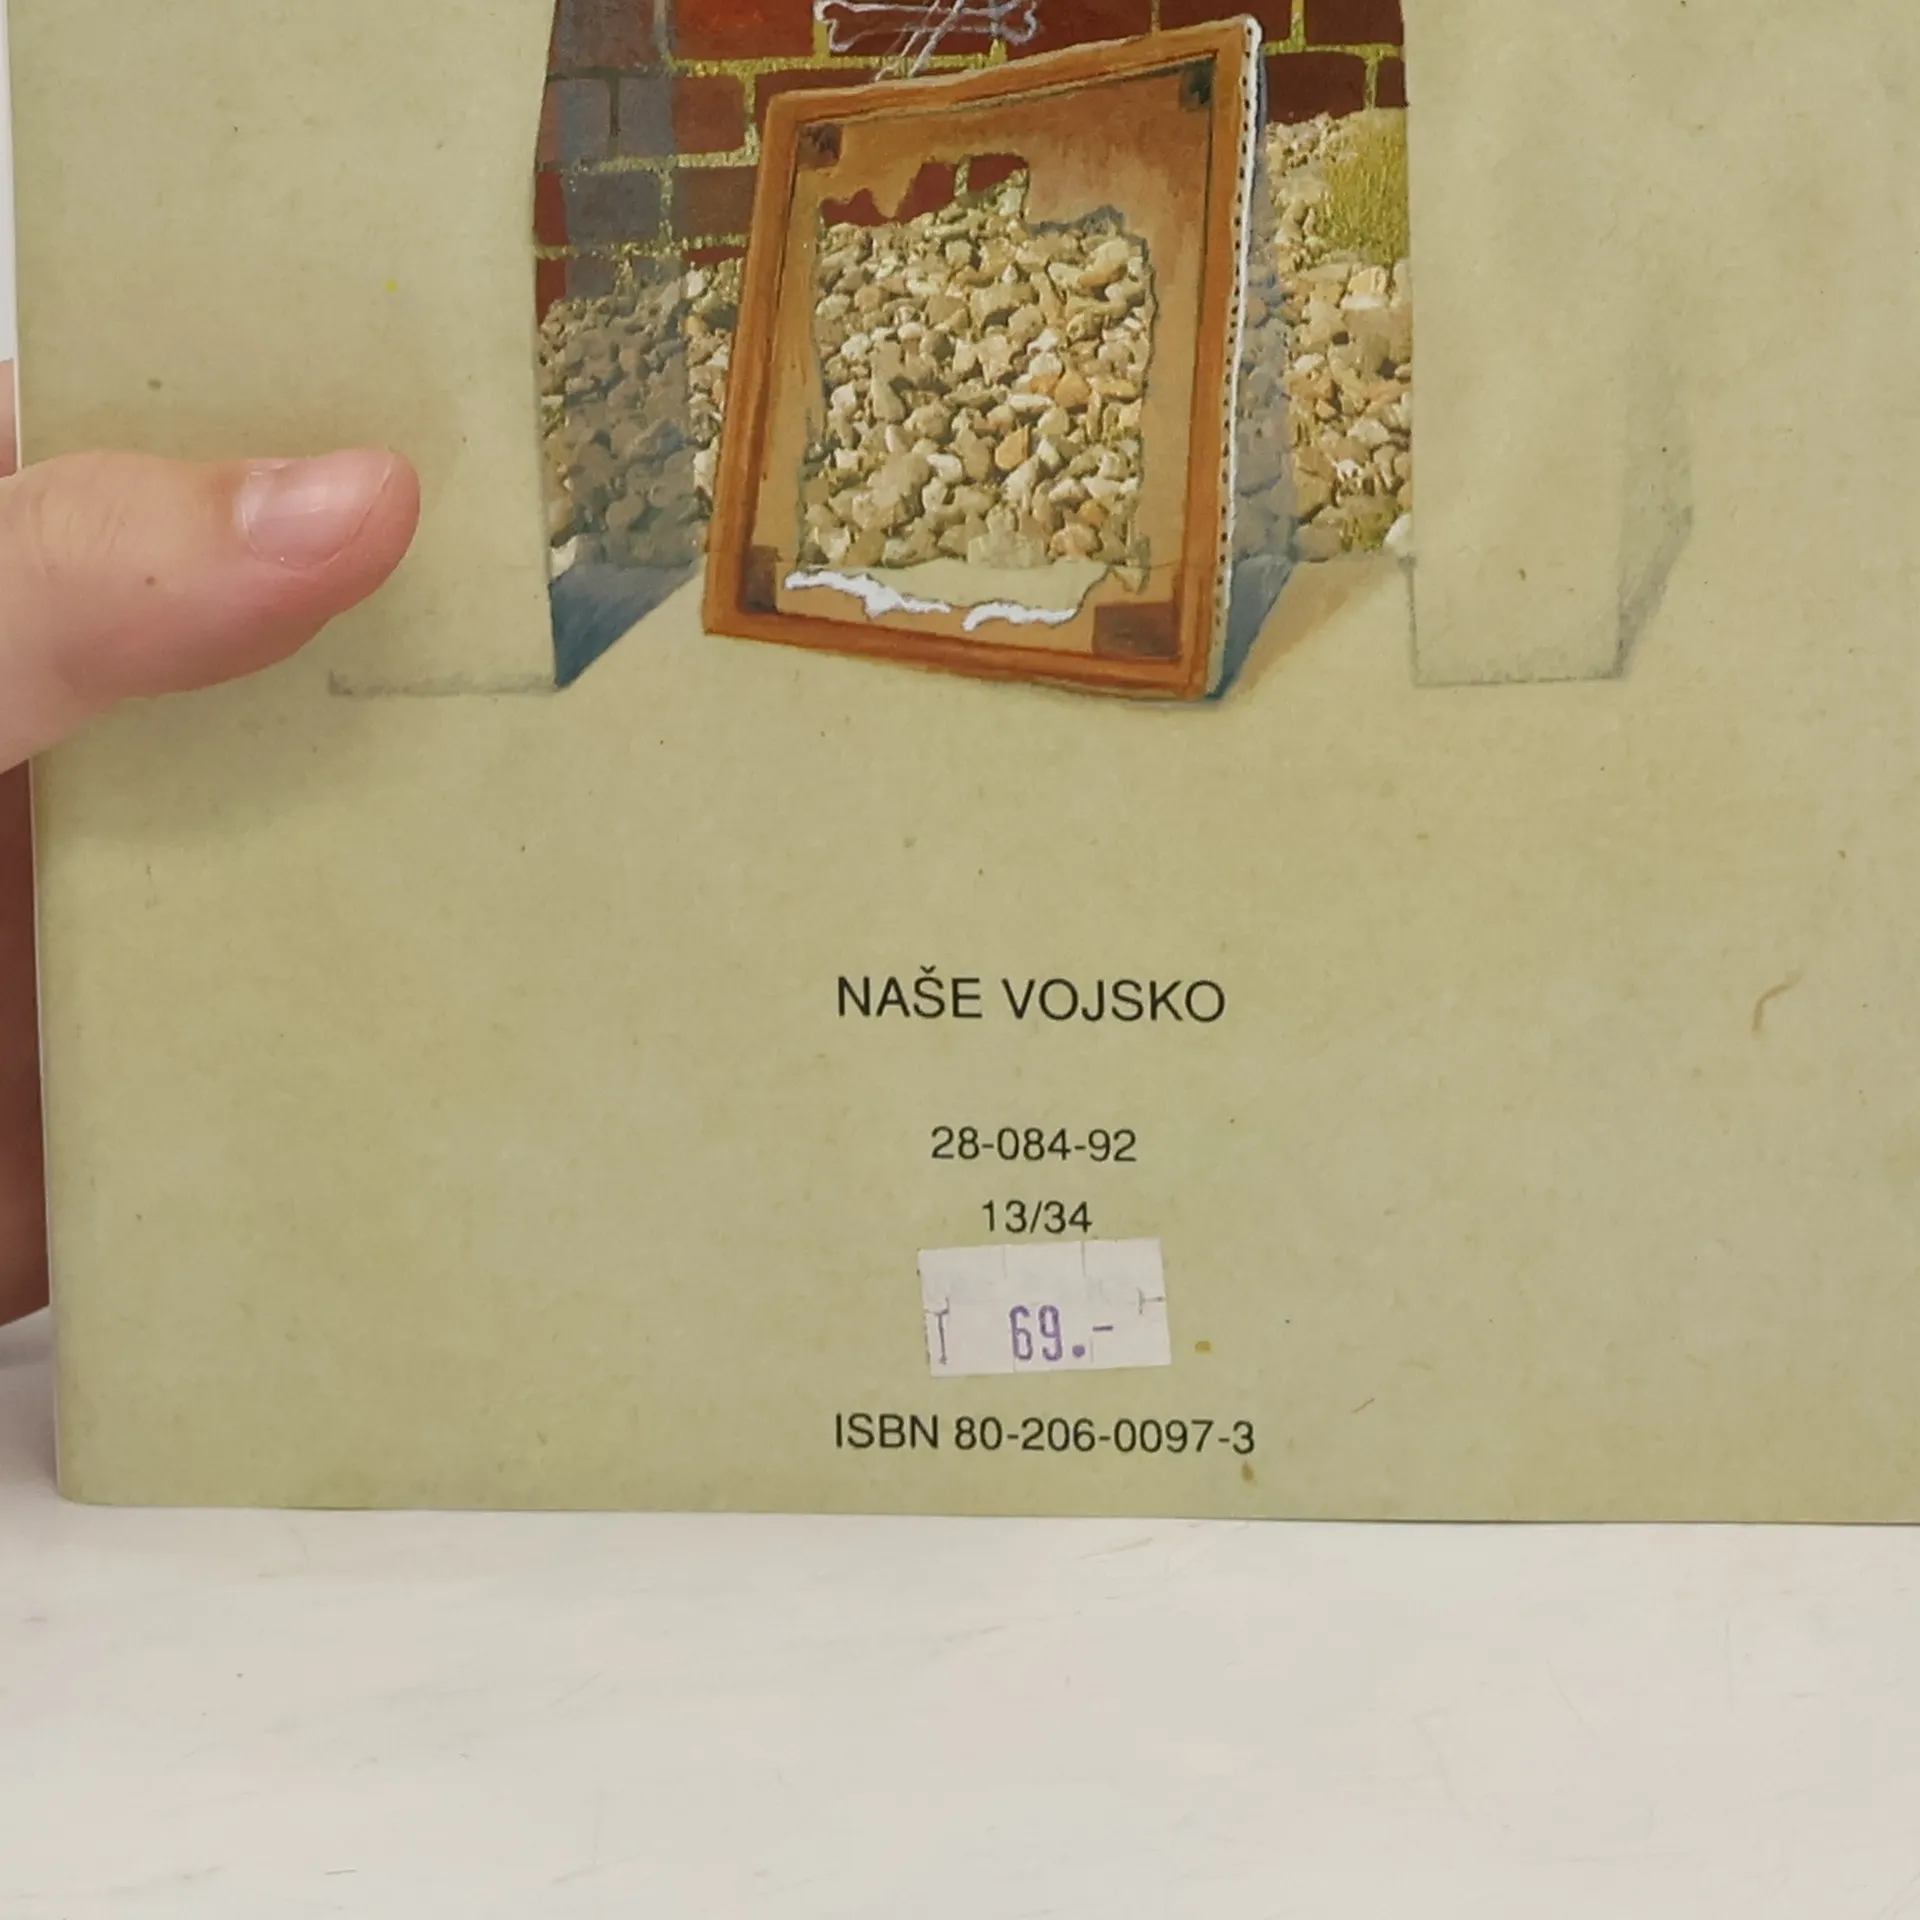 NAŠE VOJSKO
28-084-92
13/34
T 69.-
ISBN 80-206-0097-3